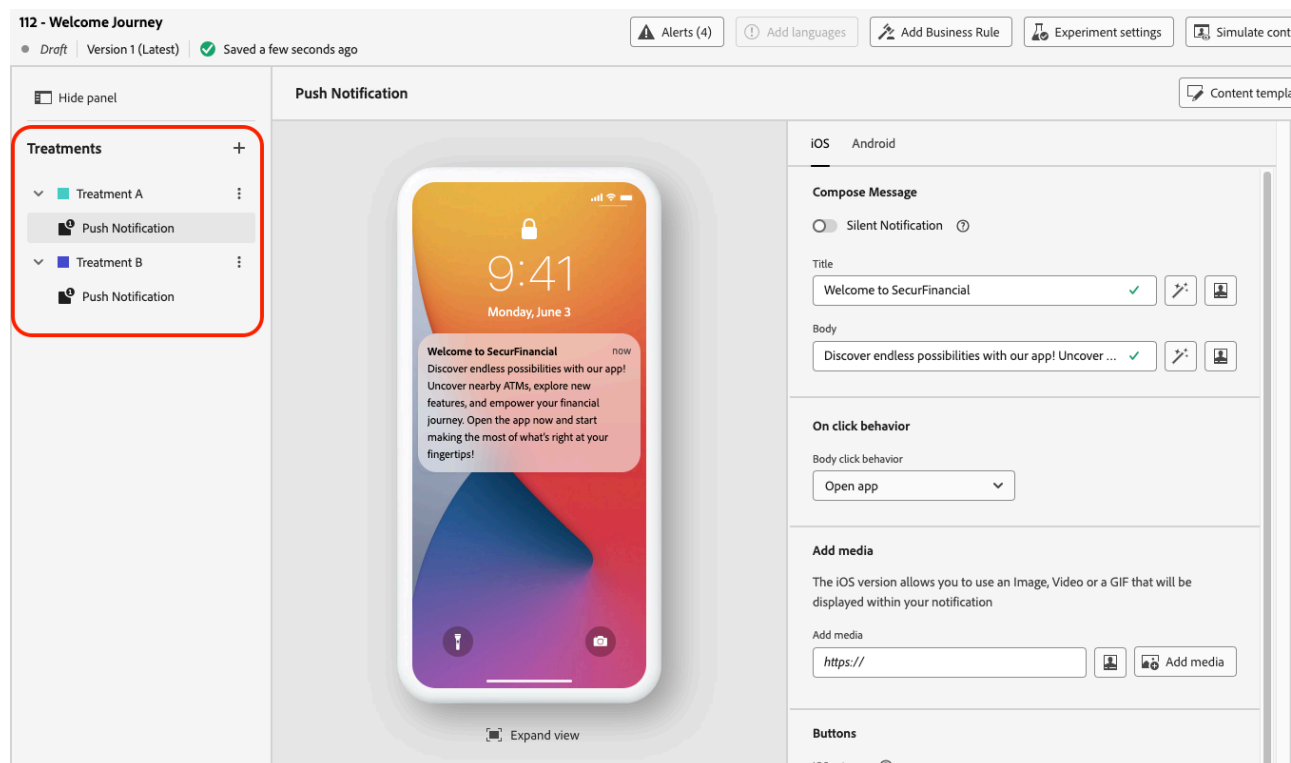 112 - Welcome Journey
Draft Version 1 (Latest) Saved a few seconds ago
Alerts (4)
Add languages
Add Business Rule
Experiment settings
Simulate cont
Hide panel
Push Notification
Content templa
Treatments
Treatment A
Push Notification
Treatment B
Push Notification
9:41
Monday, June 3
Welcome to SecurFinancial now
Discover endless possibilities with our app!
Uncover nearby ATMs, explore new
features, and empower your financial
journey. Open the app now and start
making the most of what's right at your
fingertips!
Expand view
iOS Android
Compose Message
Silent Notification
Title
Welcome to SecurFinancial
Body
Discover endless possibilities with our app! Uncover ...
On click behavior
Body click behavior
Open app
Add media
The iOS version allows you to use an Image, Video or a GIF that will be
displayed within your notification
Add media
https://
Add media
Buttons